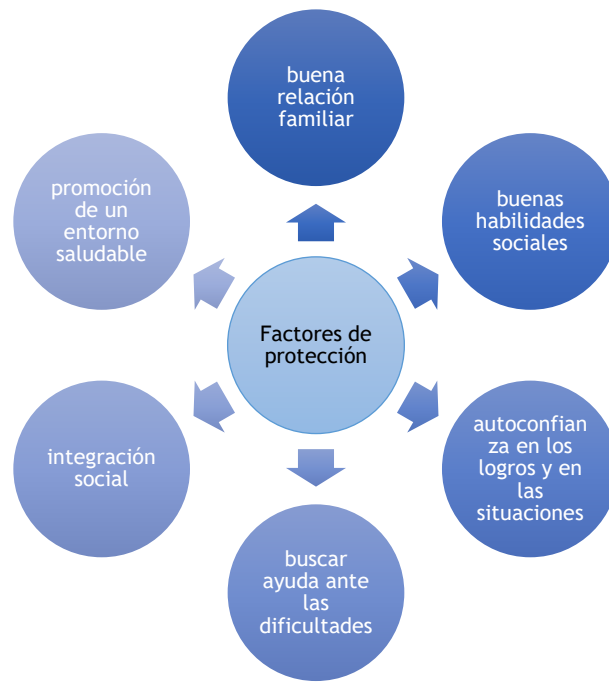 buena
relación
familiar
buenas
habilidades
sociales
autoconfian
za en los
logros y en
las
situaciones
buscar
ayuda ante
las
dificultades
integración
social
promoción
de un
entorno
saludable
Factores de
protección